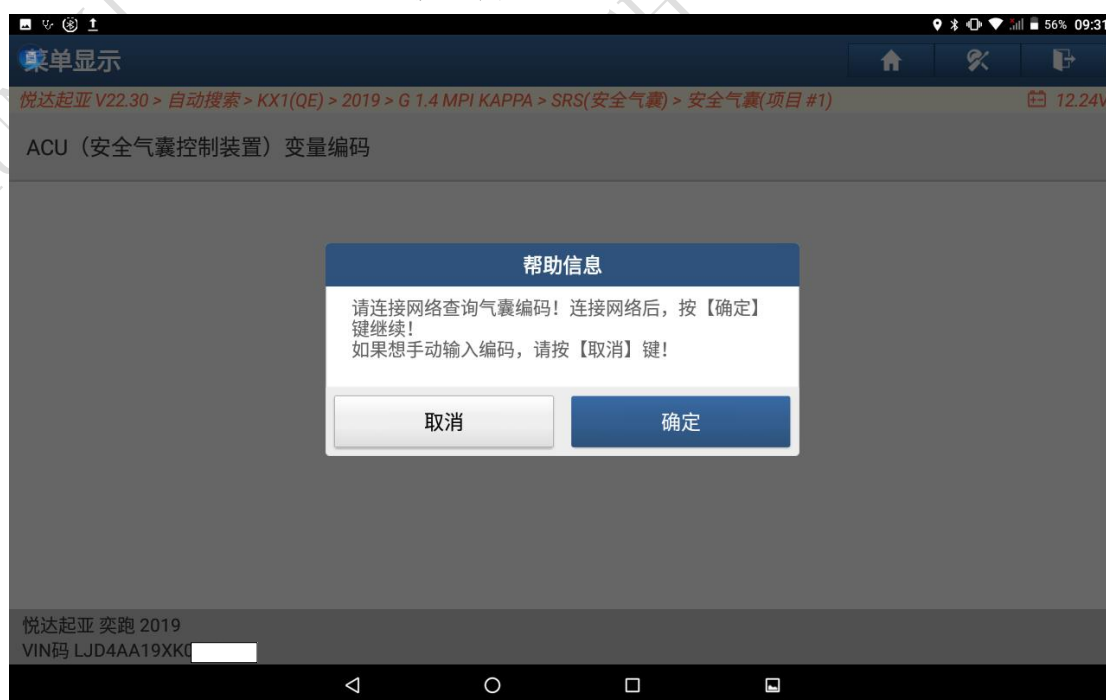 56% 09:31
菜单显示
悦达起亚 V22.30 > 自动搜索 > KX1(QE) > 2019 > G 1.4 MPI KAPPA > SRS(安全气囊) > 安全气囊(项目 #1)
12.24V
ACU（安全气囊控制装置）变量编码
帮助信息
请连接网络查询气囊编码！连接网络后，按【确定】
键继续！
如果想手动输入编码，请按【取消】键！
取消
确定
悦达起亚 奕跑 2019
VIN码 LJD4AA19XK